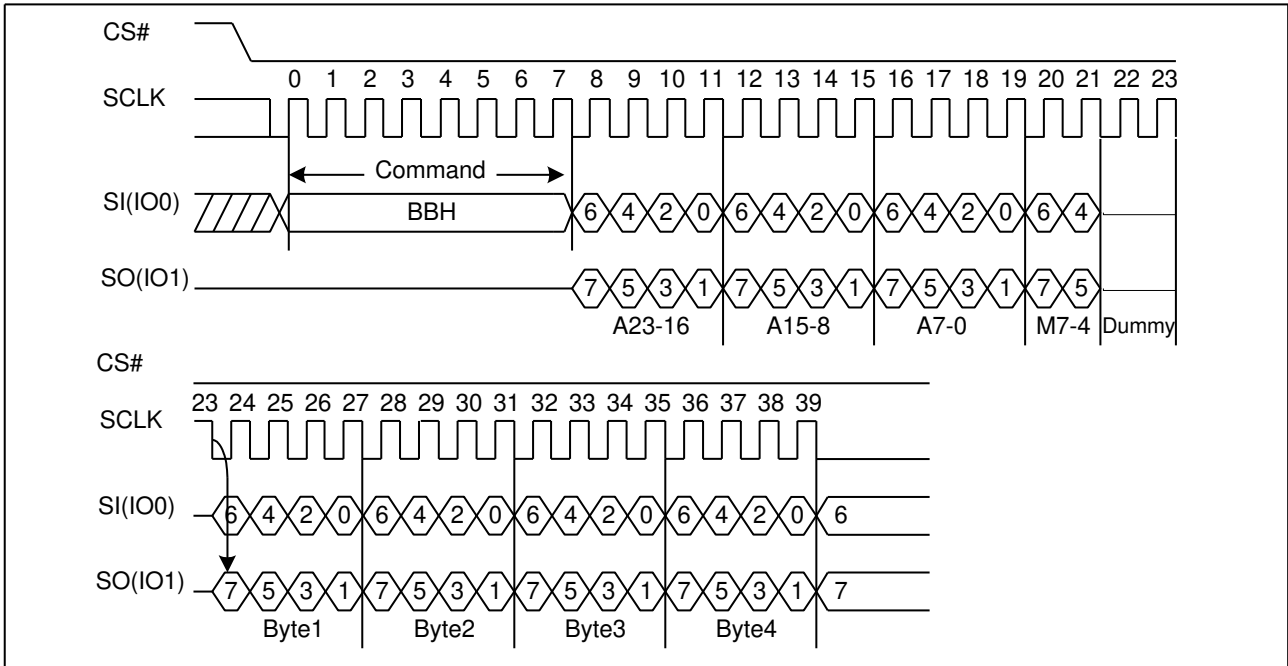 CS#
0 1 2 3 4 5 6 7 8 9 10 11 12 13 14 15 16 17 18 19 20 21 22 23
SCLK
Command
SI(IO0) BBH 6 4 2 0 6 4 2 0 6 4 2 0 6 4
SO(IO1) 7 5 3 1 7 5 3 1 7 5 3 1 7 5
A23-16 A15-8 A7-0 M7-4 Dummy
CS#
23 24 25 26 27 28 29 30 31 32 33 34 35 36 37 38 39
SCLK
SI(IO0) 6 4 2 0 6 4 2 0 6 4 2 0 6 4 2 0 6
SO(IO1) 7 5 3 1 7 5 3 1 7 5 3 1 7 5 3 1 7
Byte1 Byte2 Byte3 Byte4